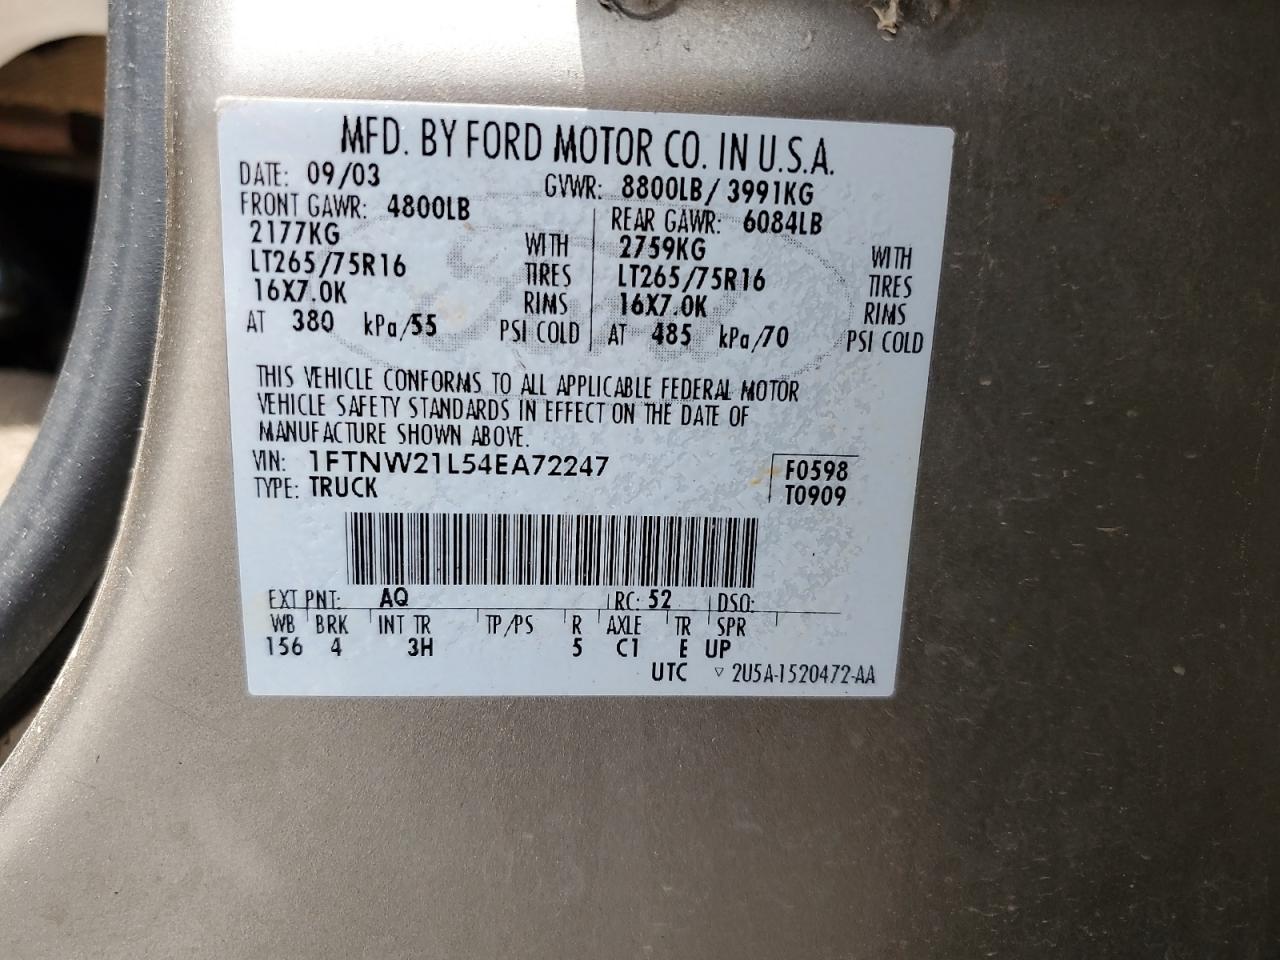 MFD. BY FORD MOTOR CO. IN U.S.A.
DATE: 09/03 GVWR: 8800LB/ 3991KG
FRONT GAWR: 4800LB REAR GAWR: 6084LB
2177KG WITH 2759KG WITH
LT265/75R16 TIRES LT265/75R16 TIRES
16X7.0K RIMS 16X7.0K RIMS
AT 380 kPa/55 PSI COLD AT 485 kPa/70 PSI COLD
THIS VEHICLE CONFORMS TO ALL APPLICABLE FEDERAL MOTOR
VEHICLE SAFETY STANDARDS IN EFFECT ON THE DATE OF
MANUFACTURE SHOWN ABOVE.
VIN: 1FTNW21L54EA72247 F0598
TYPE: TRUCK T0909
EXT PNT: AQ RC: 52 DSO:
WB BRK INT TR TP/PS R AXLE TR SPR
156 4 3H 5 C1 E UP
UTC ▽ 2U5A-1520472-AA